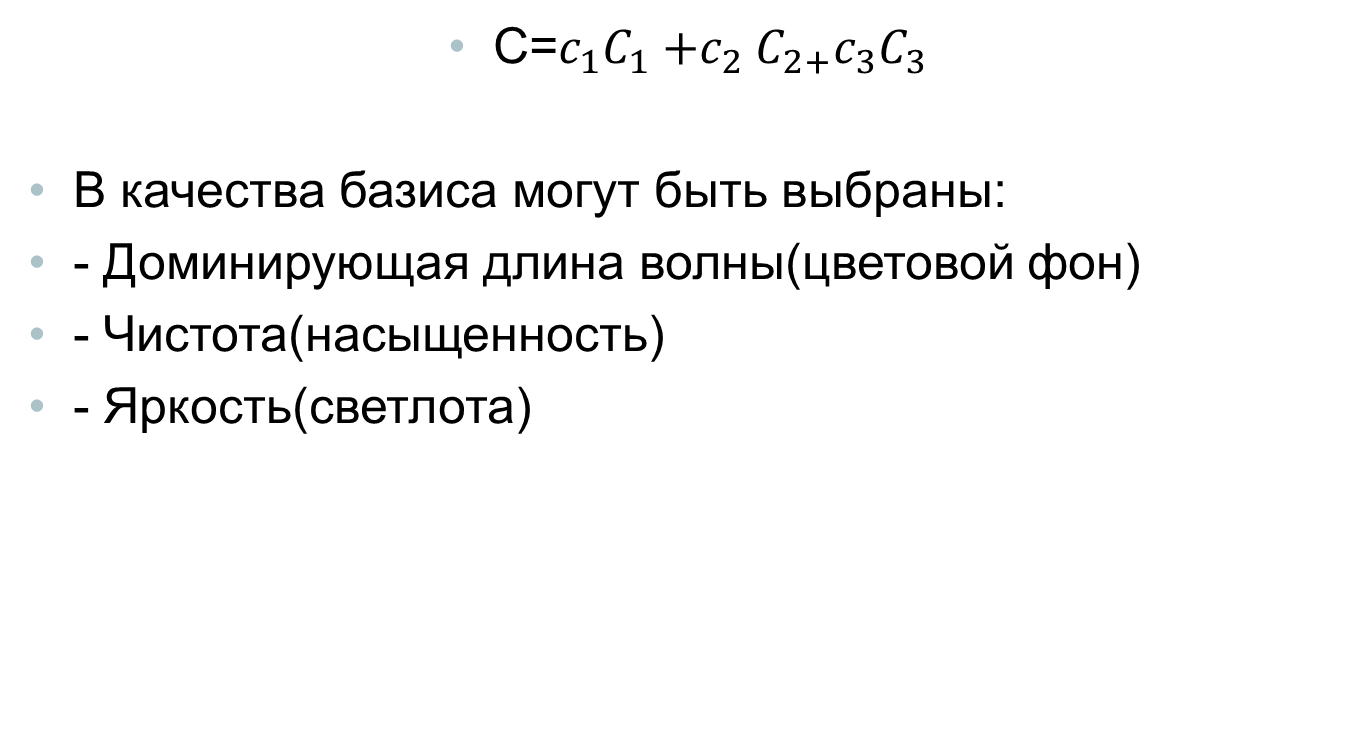 • С=𝑐₁𝐶₁ +𝑐₂ 𝐶₂₊𝑐₃𝐶₃
• В качества базиса могут быть выбраны:
• - Доминирующая длина волны(цветовой фон)
• - Чистота(насыщенность)
• - Яркость(светлота)